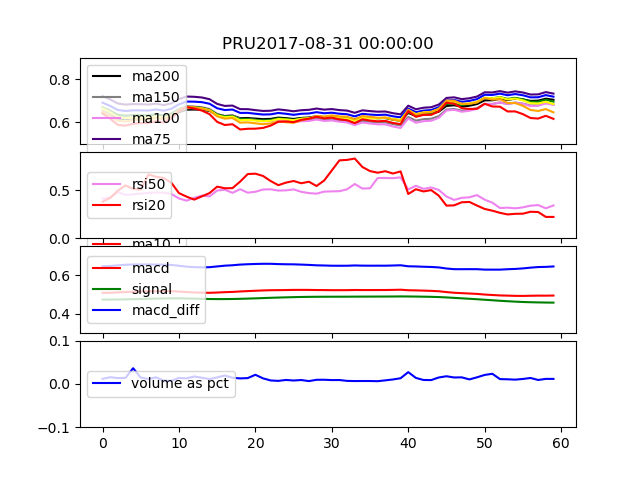 PRU2017-08-31 00:00:00
0.8
0.6
ma200
ma150
ma100
ma75
0.5
0.0
rsi50
rsi20
ma10
0.6
0.4
macd
signal
macd_diff
0.1
0.0
−0.1
volume as pct
0 10 20 30 40 50 60